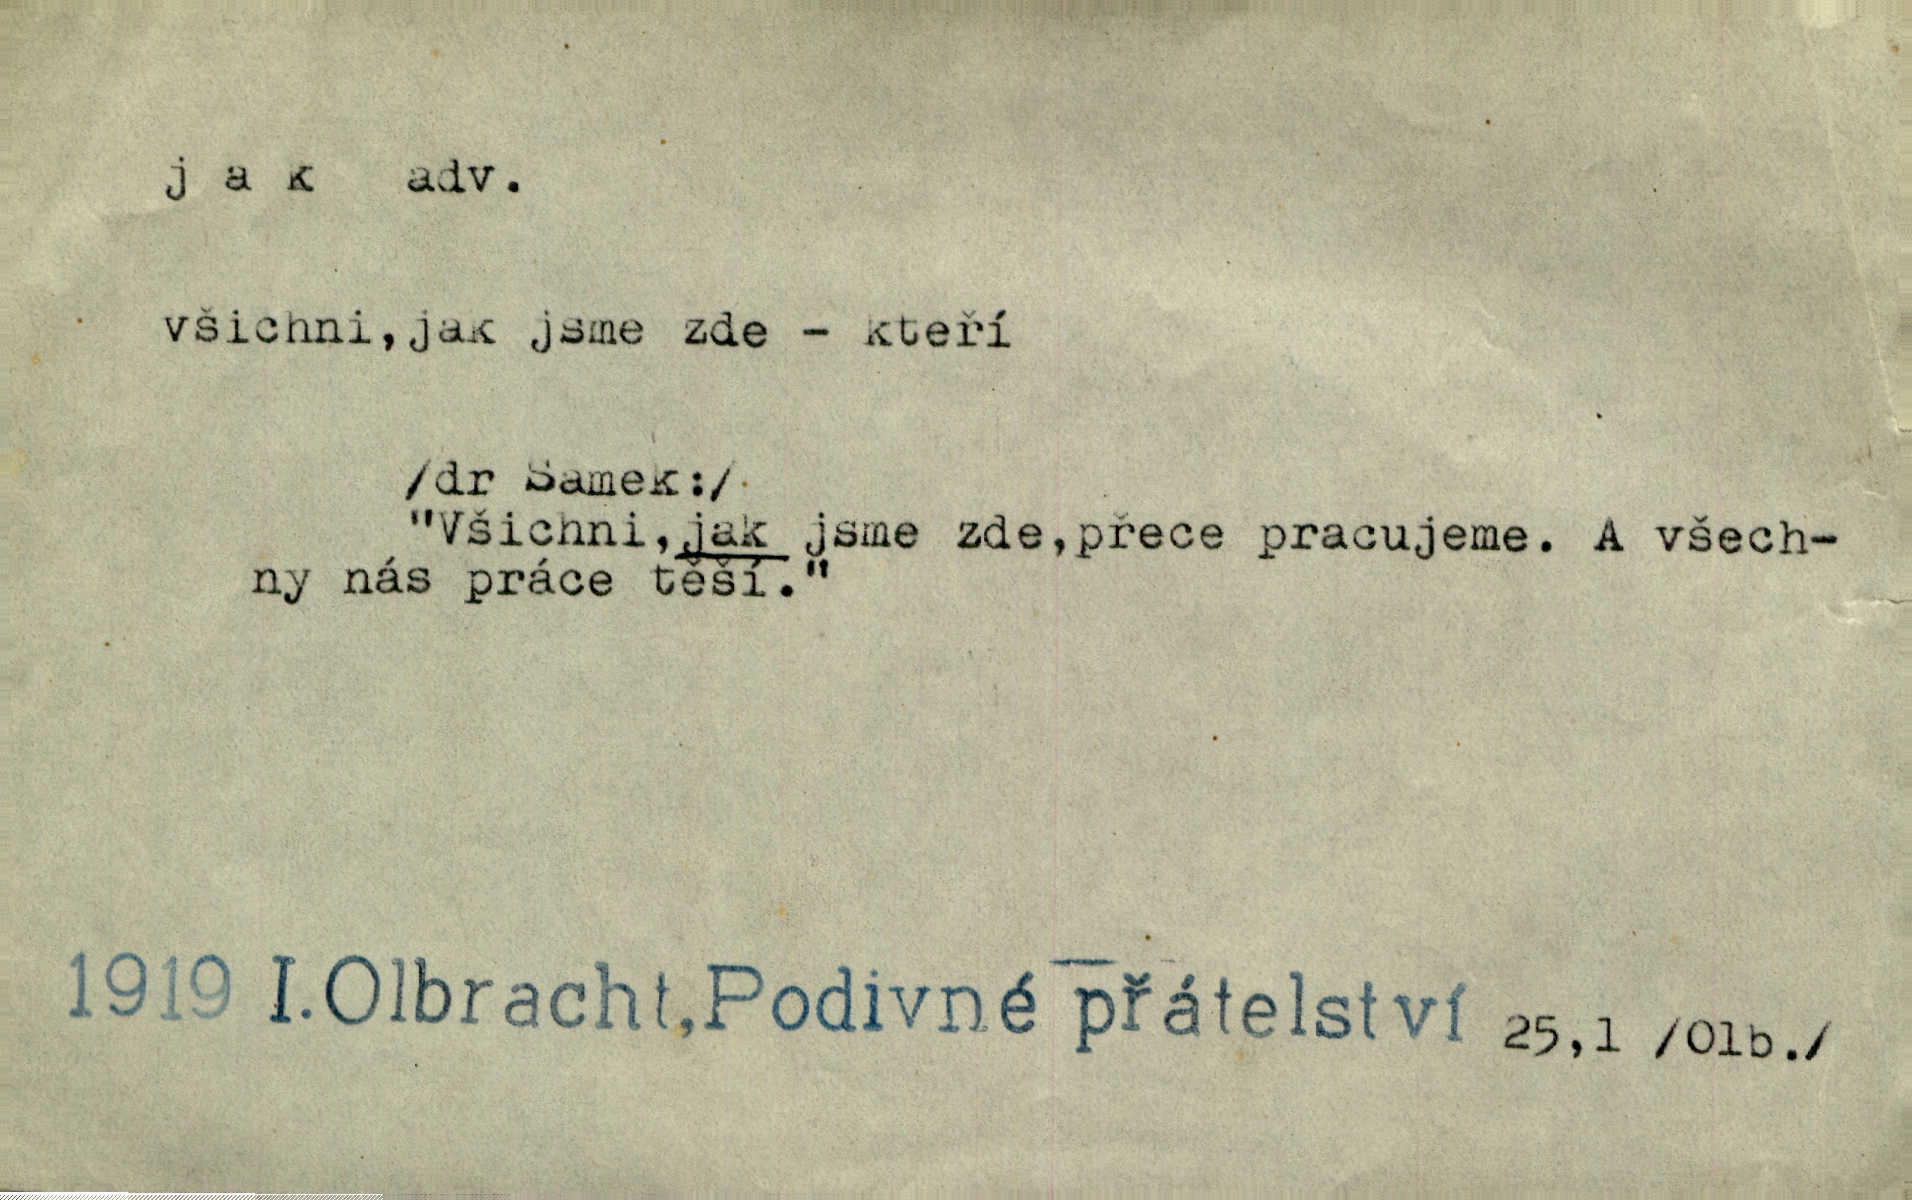 j a k adv.
všichni,jak jsme zde - kteří
/dr Samek:/
"Všichni,jak jsme zde,přece pracujeme. A všech-
ny nás práce těší."
1919 I.Olbracht,Podivné přátelství 25,1 /Olb./